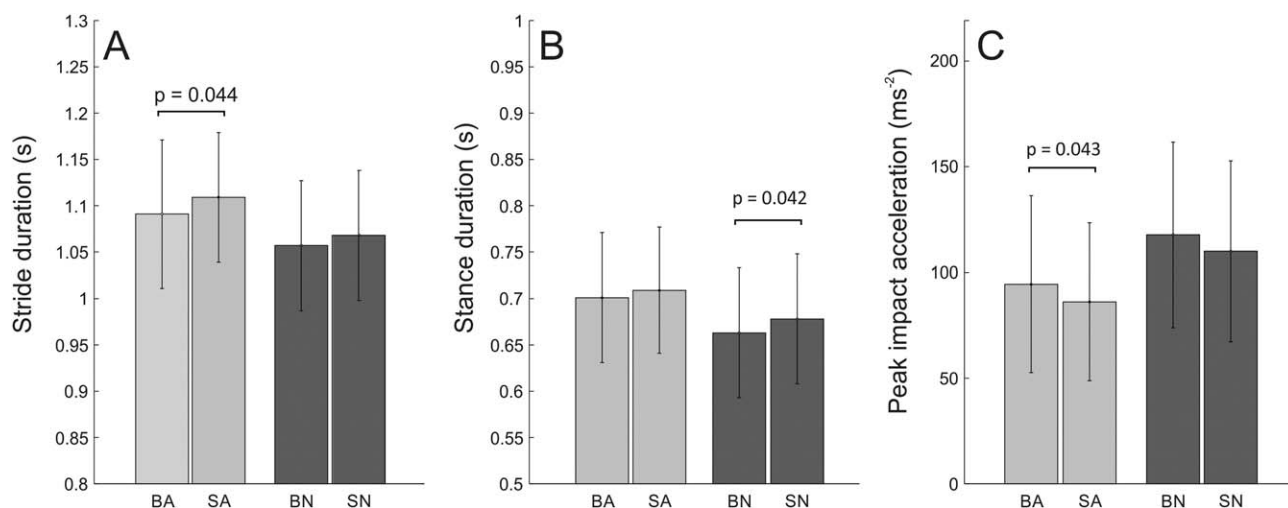 A
Stride duration (s)
1.3
1.25
1.2
1.15
1.1
1.05
1
0.95
0.9
0.85
0.8
p = 0.044
BA SA BN SN
B
Stance duration (s)
1
0.95
0.9
0.85
0.8
0.75
0.7
0.65
0.6
0.55
0.5
p = 0.042
BA SA BN SN
C
Peak impact acceleration (ms⁻²)
200
150
100
50
0
p = 0.043
BA SA BN SN